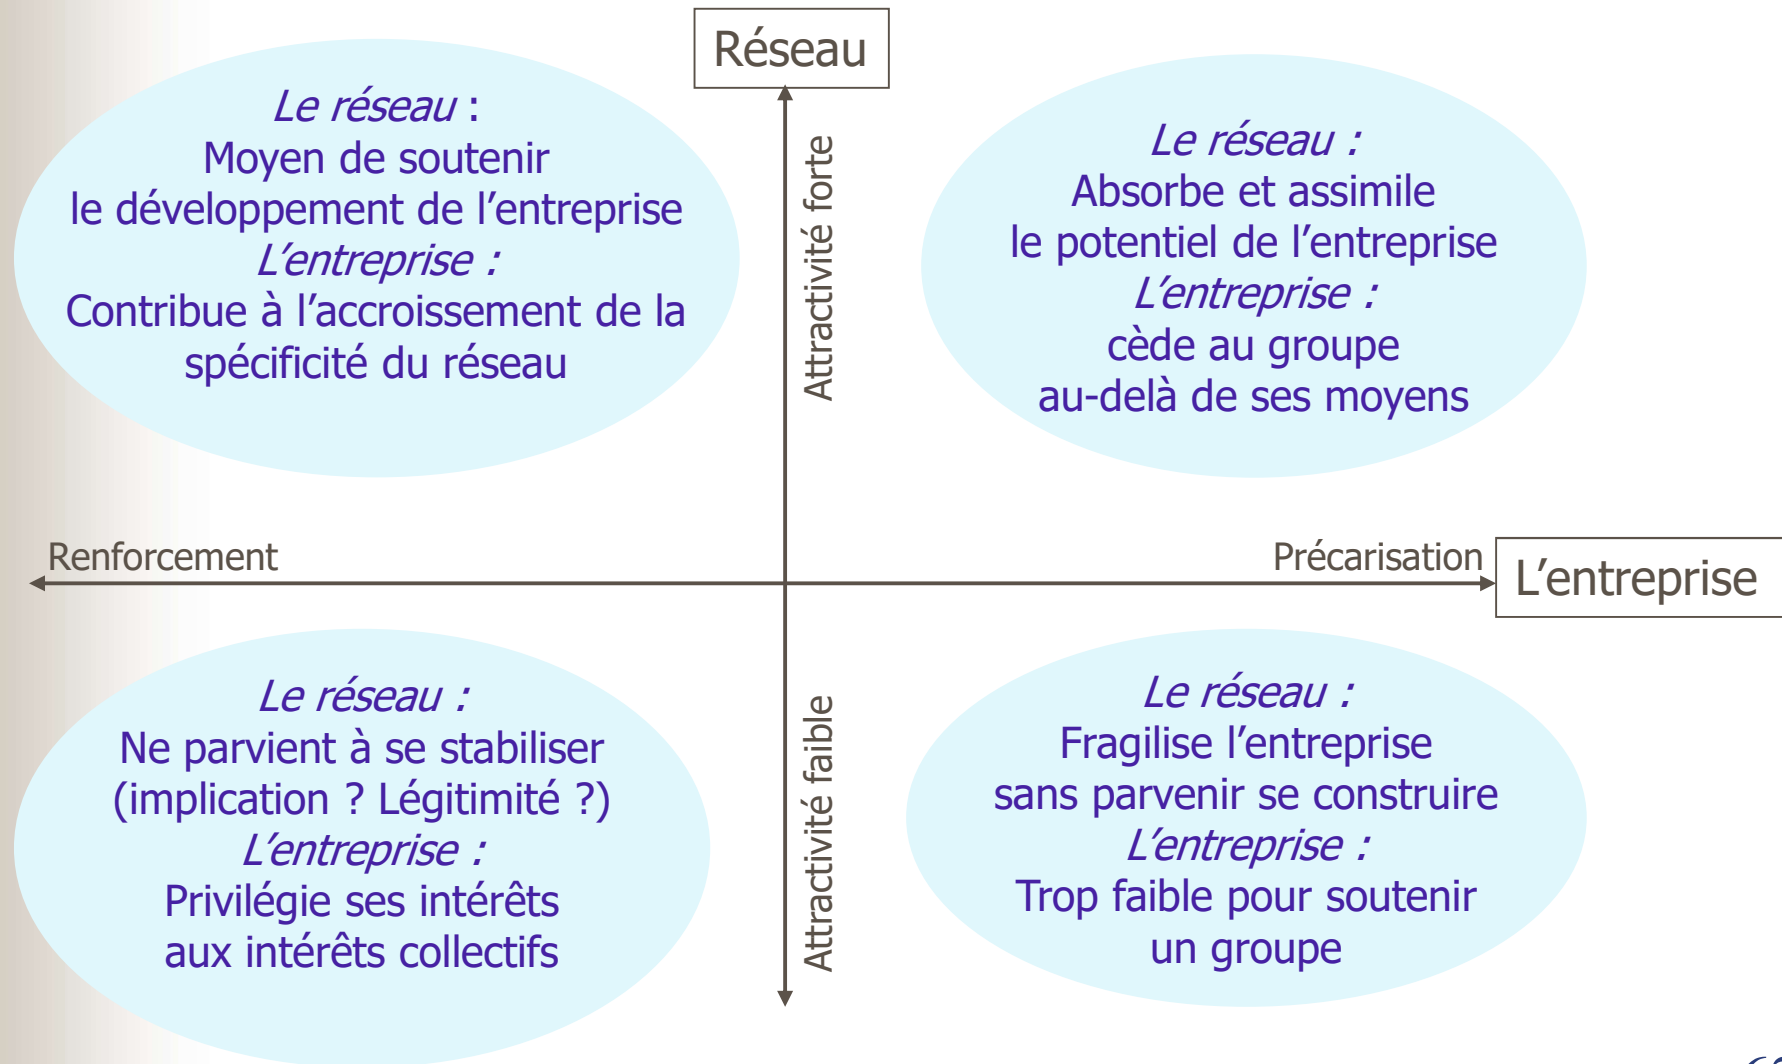 Réseau
Le réseau :
Moyen de soutenir
le développement de l'entreprise
L'entreprise :
Contribue à l'accroissement de la
spécificité du réseau
Attractivité forte
Le réseau :
Absorbe et assimile
le potentiel de l'entreprise
L'entreprise :
cède au groupe
au-delà de ses moyens
Renforcement
Précarisation
L'entreprise
Le réseau :
Ne parvient à se stabiliser
(implication ? Légitimité ?)
L'entreprise :
Privilégie ses intérêts
aux intérêts collectifs
Attractivité faible
Le réseau :
Fragilise l'entreprise
sans parvenir se construire
L'entreprise :
Trop faible pour soutenir
un groupe